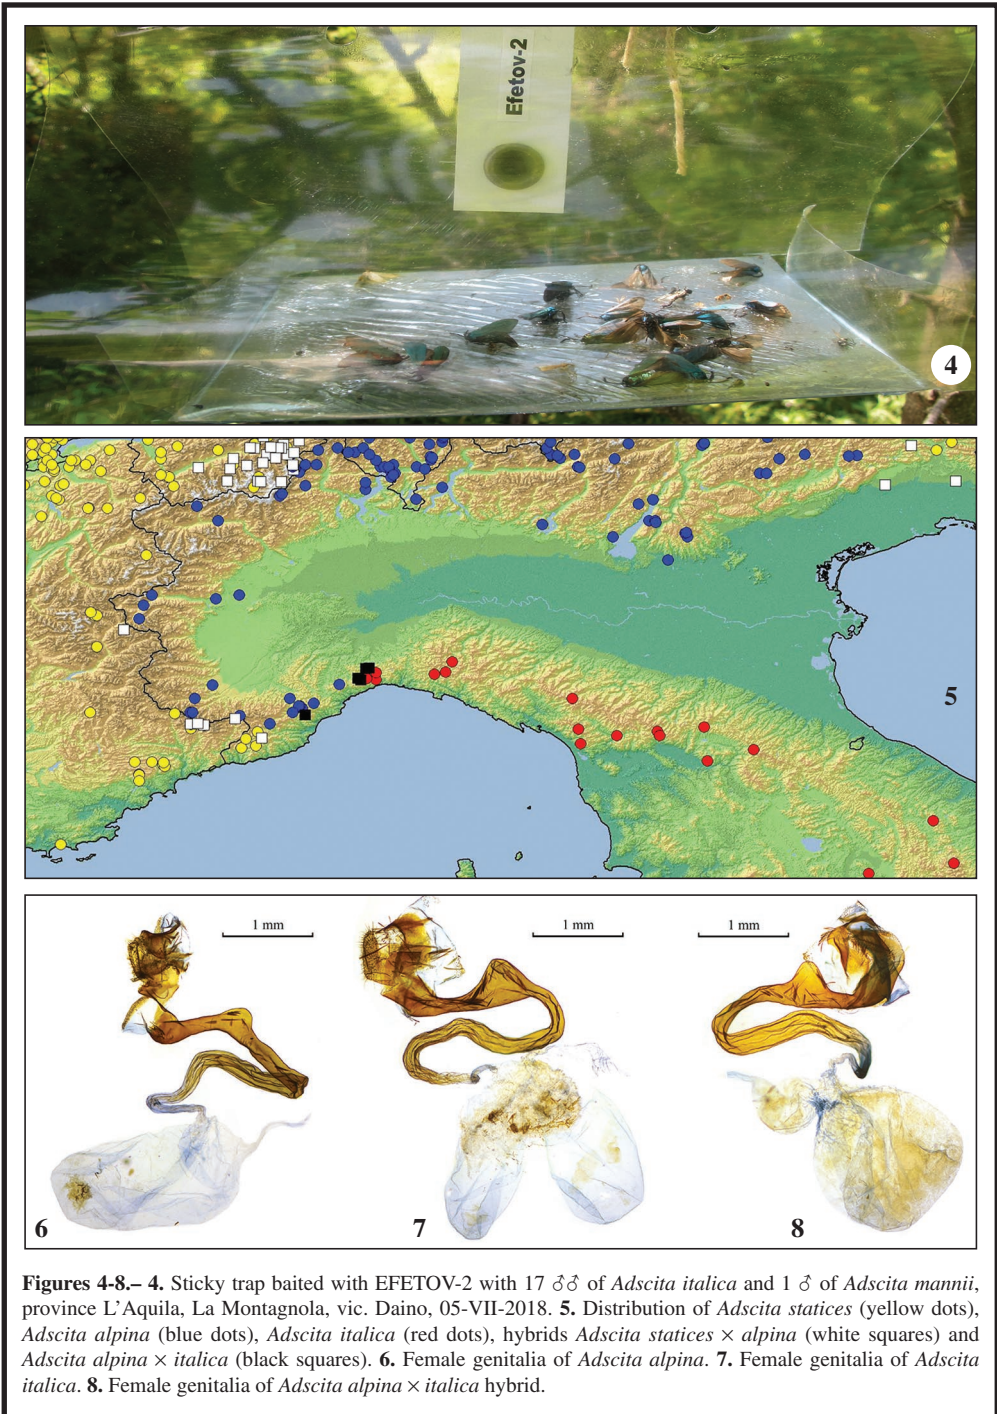 Efetov-2
4
5
1 mm
1 mm
1 mm
6
7
8
Figures 4-8.– 4. Sticky trap baited with EFETOV-2 with 17 ♂♂ of Adscita italica and 1 ♂ of Adscita mannii,
province L’Aquila, La Montagnola, vic. Daino, 05-VII-2018. 5. Distribution of Adscita statices (yellow dots),
Adscita alpina (blue dots), Adscita italica (red dots), hybrids Adscita statices × alpina (white squares) and
Adscita alpina × italica (black squares). 6. Female genitalia of Adscita alpina. 7. Female genitalia of Adscita
italica. 8. Female genitalia of Adscita alpina × italica hybrid.